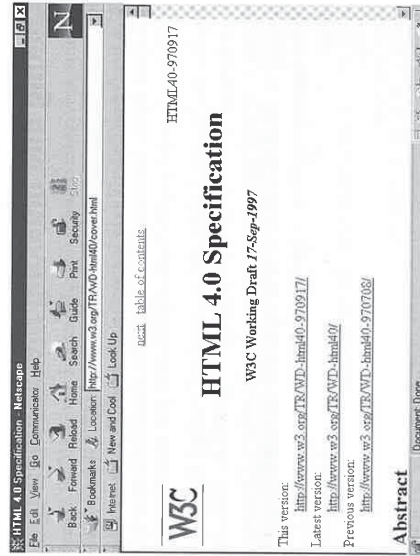 HTML 4.0 Specification - Netscape
File Edit View Go Communicator Help
Back Forward Reload Home Search Guide Print Security Stop
Bookmarks Location: http://www.w3.org/TR/WD-html40/cover.html
Internet New and Cool Look Up
N
next table of contents
W3C
HTML40-970917
HTML 4.0 Specification
W3C Working Draft 17-Sep-1997
This version:
http://www.w3.org/TR/WD-html40-970917/
Latest version:
http://www.w3.org/TR/WD-html40/
Previous version:
http://www.w3.org/TR/WD-html40-970708/
Abstract
Document: Done